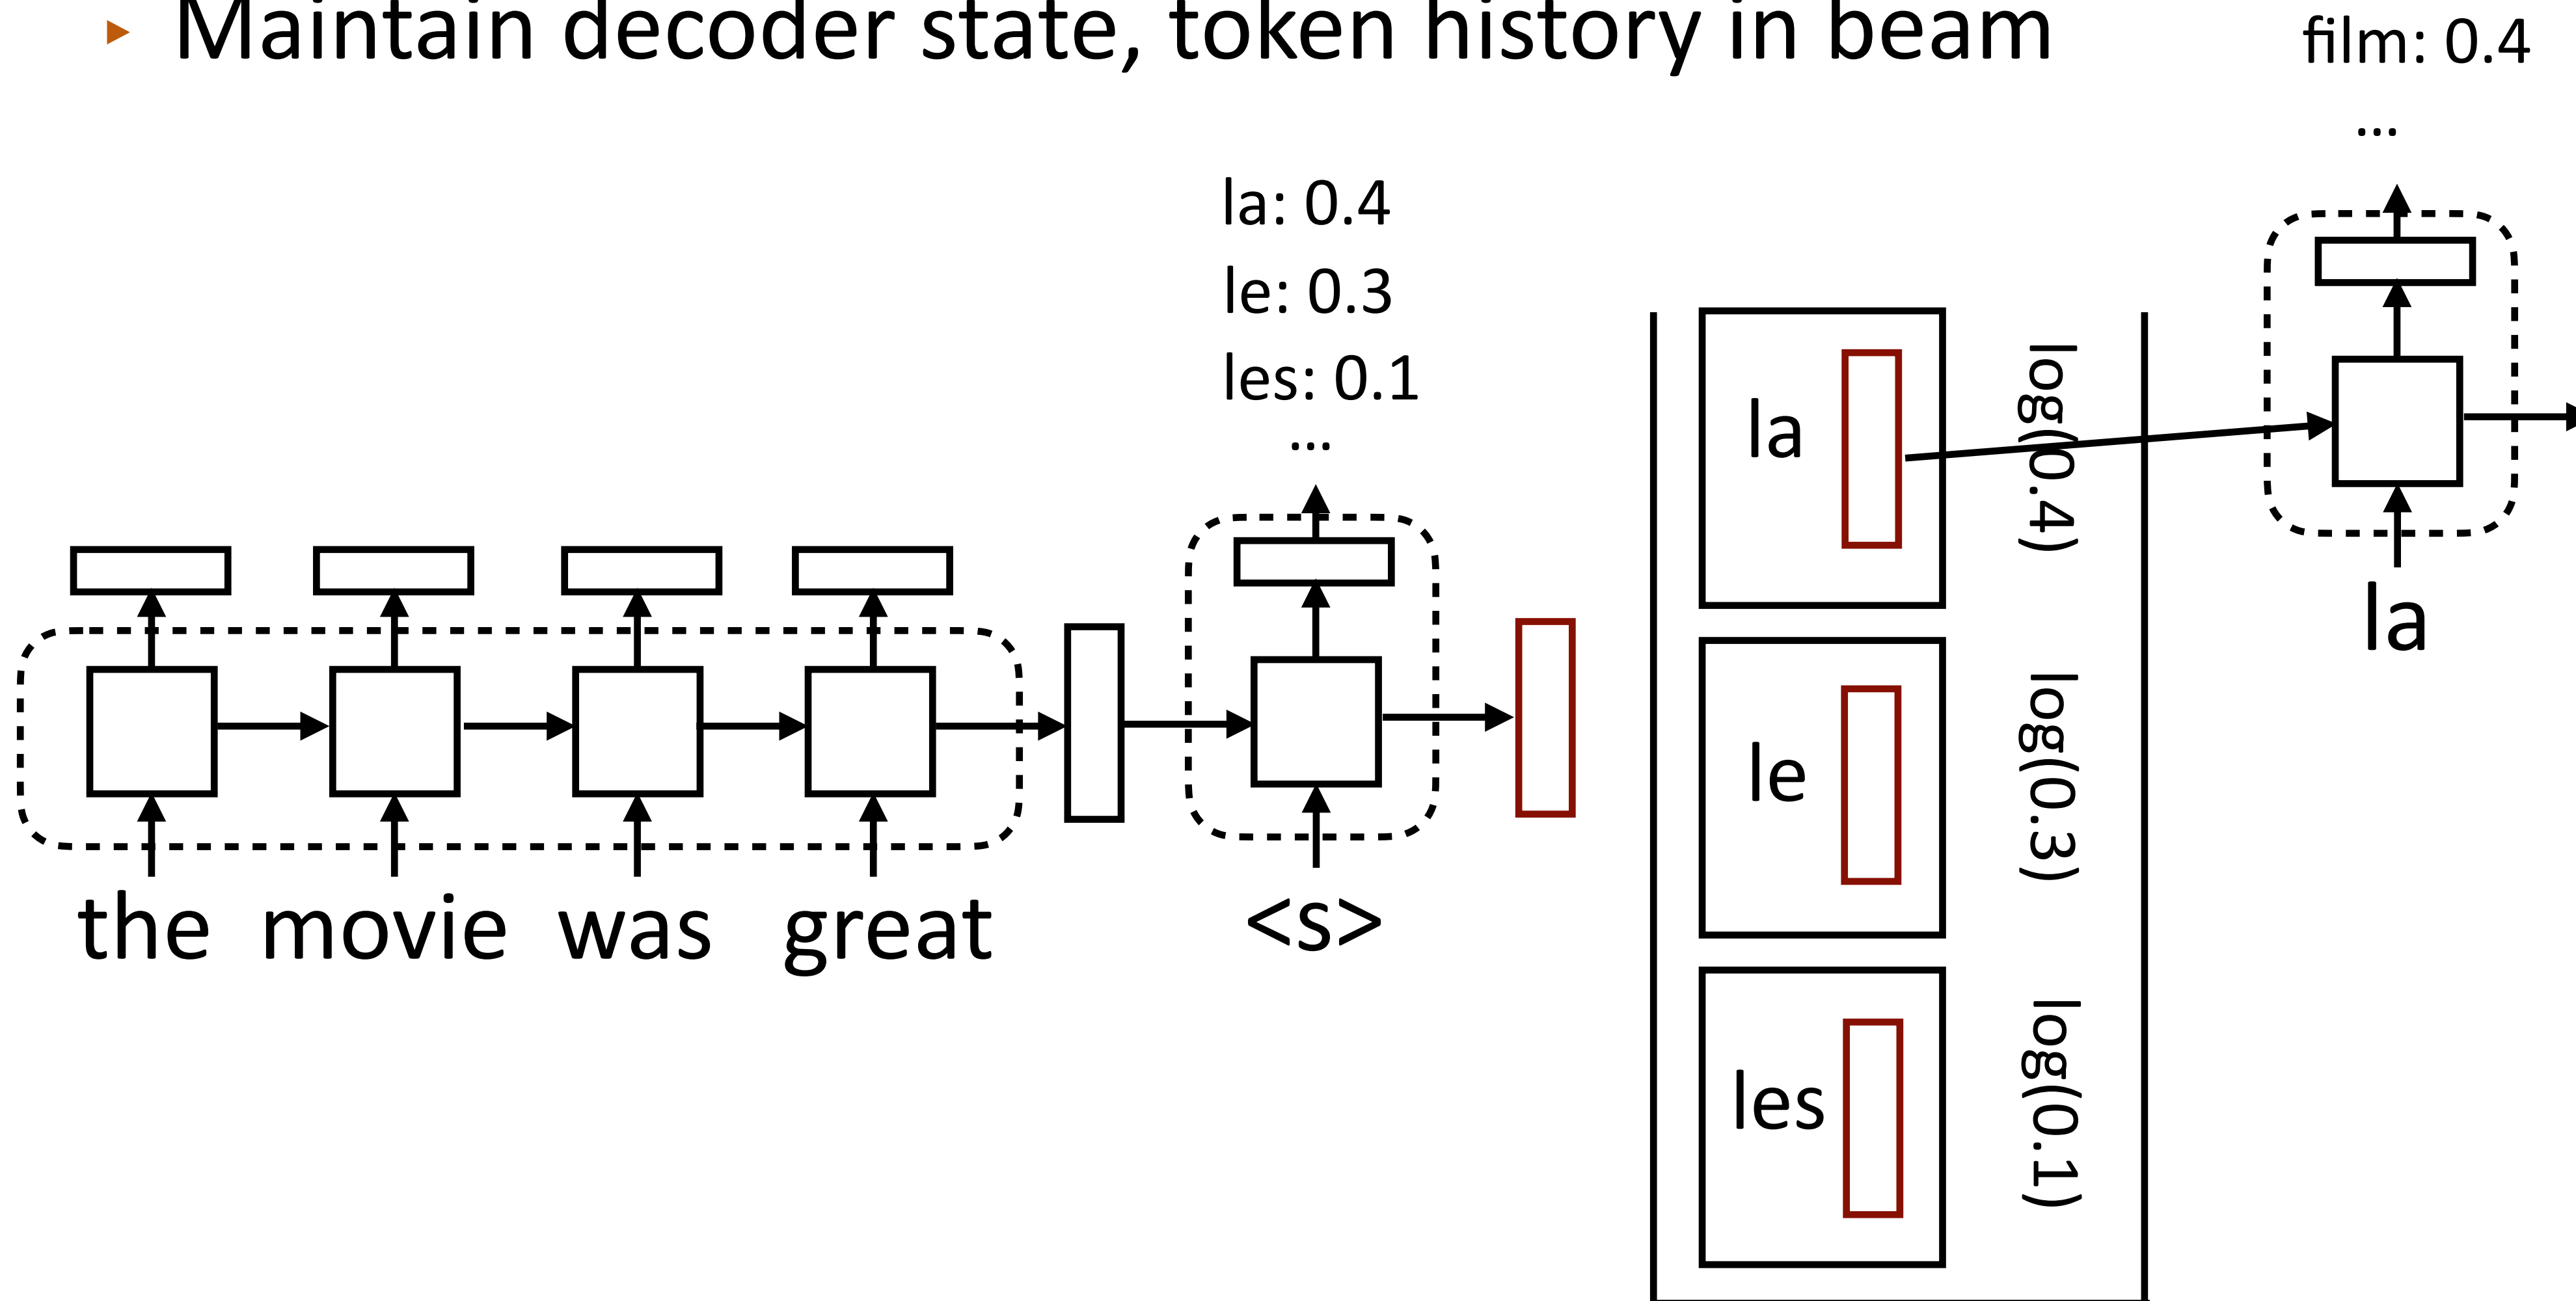 Maintain decoder state, token history in beam
film: 0.4
…
la: 0.4
le: 0.3
les: 0.1
…
la
log(0.4)
la
le
log(0.3)
the movie was great
<s>
les
log(0.1)